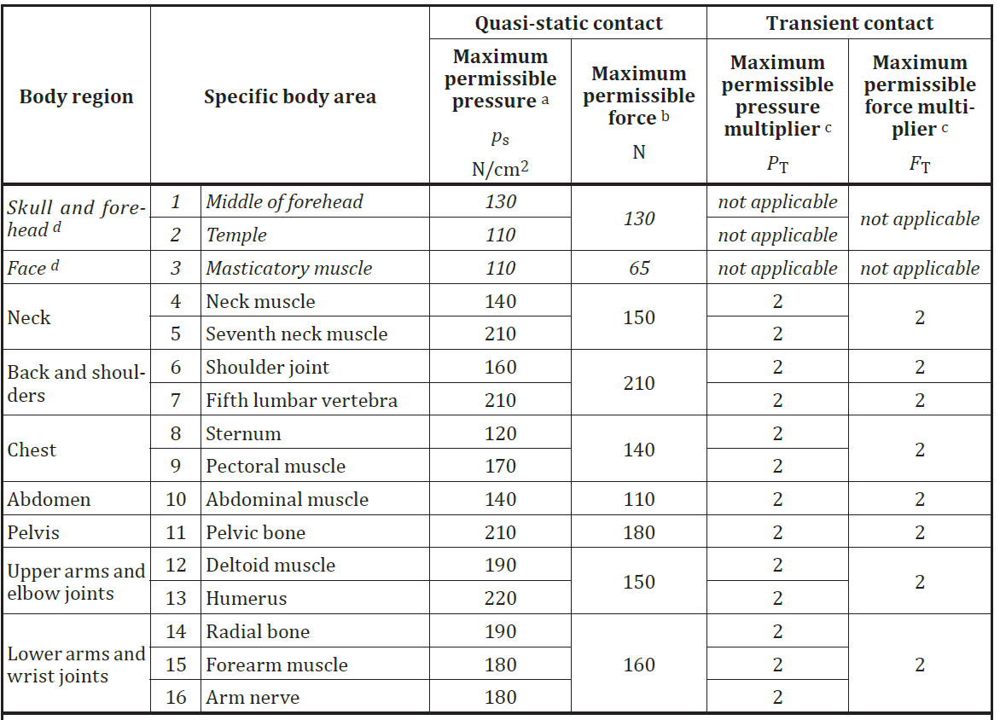 Quasi-static contact Transient contact
Body region Specific body area Maximum permissible pressure a Maximum permissible force b Maximum permissible pressure multiplier c Maximum permissible force multi-plier c
ps N PT FT
N/cm2
Skull and fore-
head d
1 Middle of forehead 130 130 not applicable not applicable
2 Temple 110 not applicable
Face d 3 Masticatory muscle 110 65 not applicable not applicable
Neck 4 Neck muscle 140 150 2 2
5 Seventh neck muscle 210 2
Back and shoul-
ders
6 Shoulder joint 160 210 2 2
7 Fifth lumbar vertebra 210 2 2
Chest 8 Sternum 120 140 2 2
9 Pectoral muscle 170 2
Abdomen 10 Abdominal muscle 140 110 2 2
Pelvis 11 Pelvic bone 210 180 2 2
Upper arms and
elbow joints
12 Deltoid muscle 190 150 2 2
13 Humerus 220 2
Lower arms and
wrist joints
14 Radial bone 190 160 2 2
15 Forearm muscle 180 2
16 Arm nerve 180 2